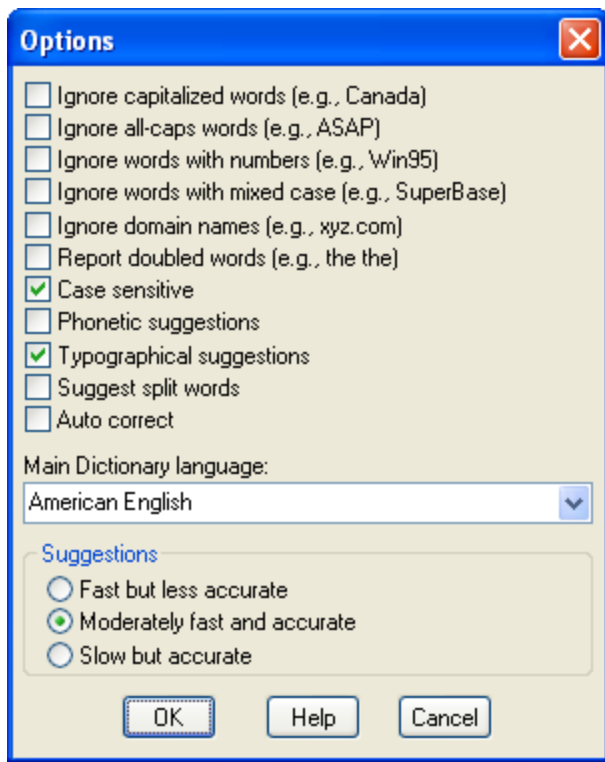 Options
Ignore capitalized words (e.g., Canada)
Ignore all-caps words (e.g., ASAP)
Ignore words with numbers (e.g., Win95)
Ignore words with mixed case (e.g., SuperBase)
Ignore domain names (e.g., xyz.com)
Report doubled words (e.g., the the)
Case sensitive
Phonetic suggestions
Typographical suggestions
Suggest split words
Auto correct
Main Dictionary language:
American English
Suggestions
Fast but less accurate
Moderately fast and accurate
Slow but accurate
OK Help Cancel